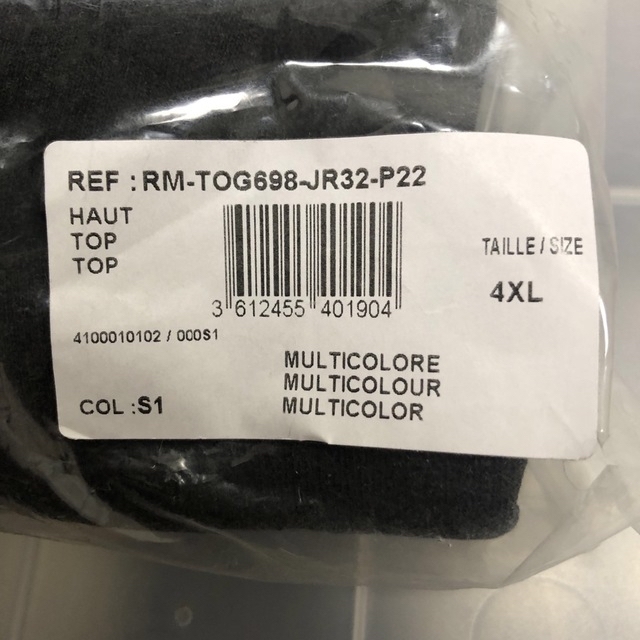 REF : RM-TOG698-JR32-P22
HAUT
TOP
TOP
TAILLE / SIZE
4XL
3 612455 401904
4100010102 / 000S1
MULTICOLORE
MULTICOLOUR
MULTICOLOR
COL : S1